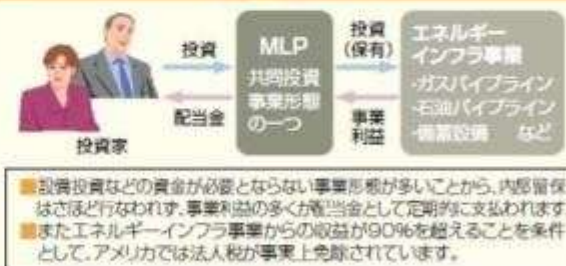 投資
MLP
共同投資
事業形態
の一つ
投資
(保有)
エネルギー
インフラ事業
-ガスパイプライン
-石油パイプライン
-備蓄設備 など
配当金
事業
利益
投資家
■設備投資などの資金が必要とならない事業形態が多いことから、内部留保
はさほど行なわれず、事業利益の多くが配当金として定期的に支払われます
■またエネルギーインフラ事業からの収益が90%を超えることを条件
として、アメリカでは法人税が事実上免除されています。